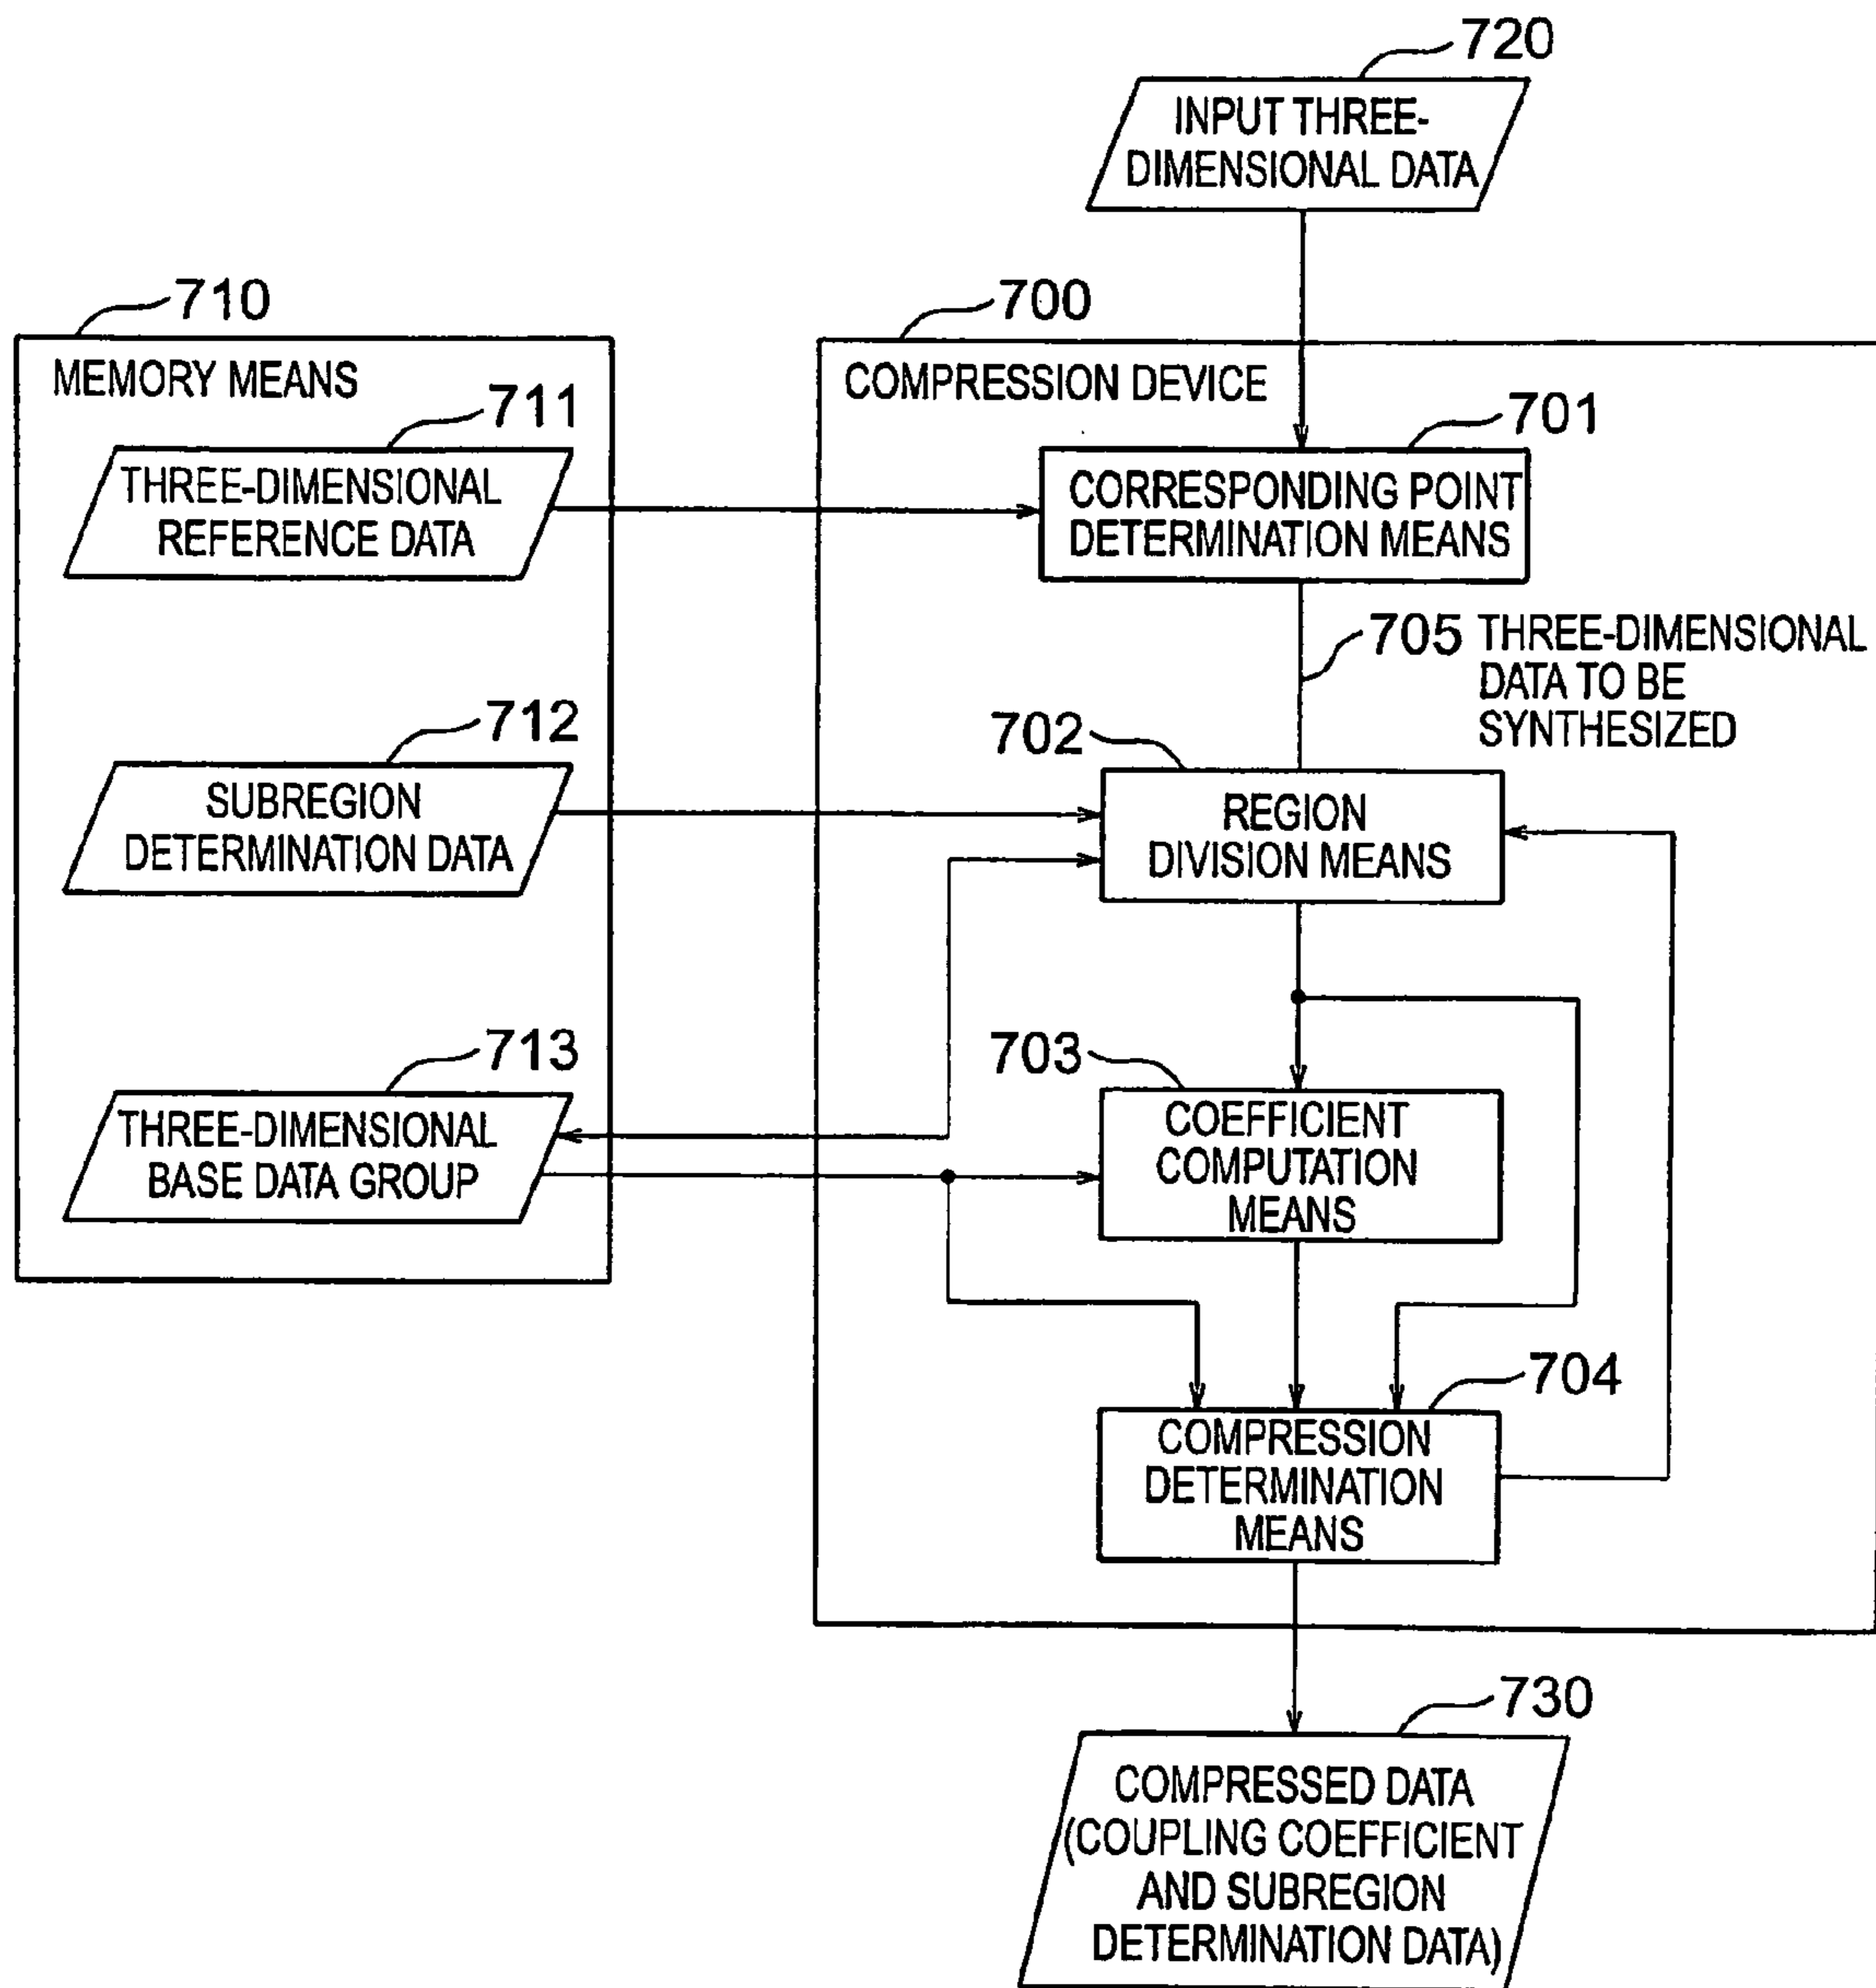 720
INPUT THREE-
DIMENSIONAL DATA
710
MEMORY MEANS
711
THREE-DIMENSIONAL
REFERENCE DATA
712
SUBREGION
DETERMINATION DATA
713
THREE-DIMENSIONAL
BASE DATA GROUP
700
COMPRESSION DEVICE
701
CORRESPONDING POINT
DETERMINATION MEANS
705 THREE-DIMENSIONAL
DATA TO BE
SYNTHESIZED
702
REGION
DIVISION MEANS
703
COEFFICIENT
COMPUTATION
MEANS
704
COMPRESSION
DETERMINATION
MEANS
730
COMPRESSED DATA
(COUPLING COEFFICIENT
AND SUBREGION
DETERMINATION DATA)